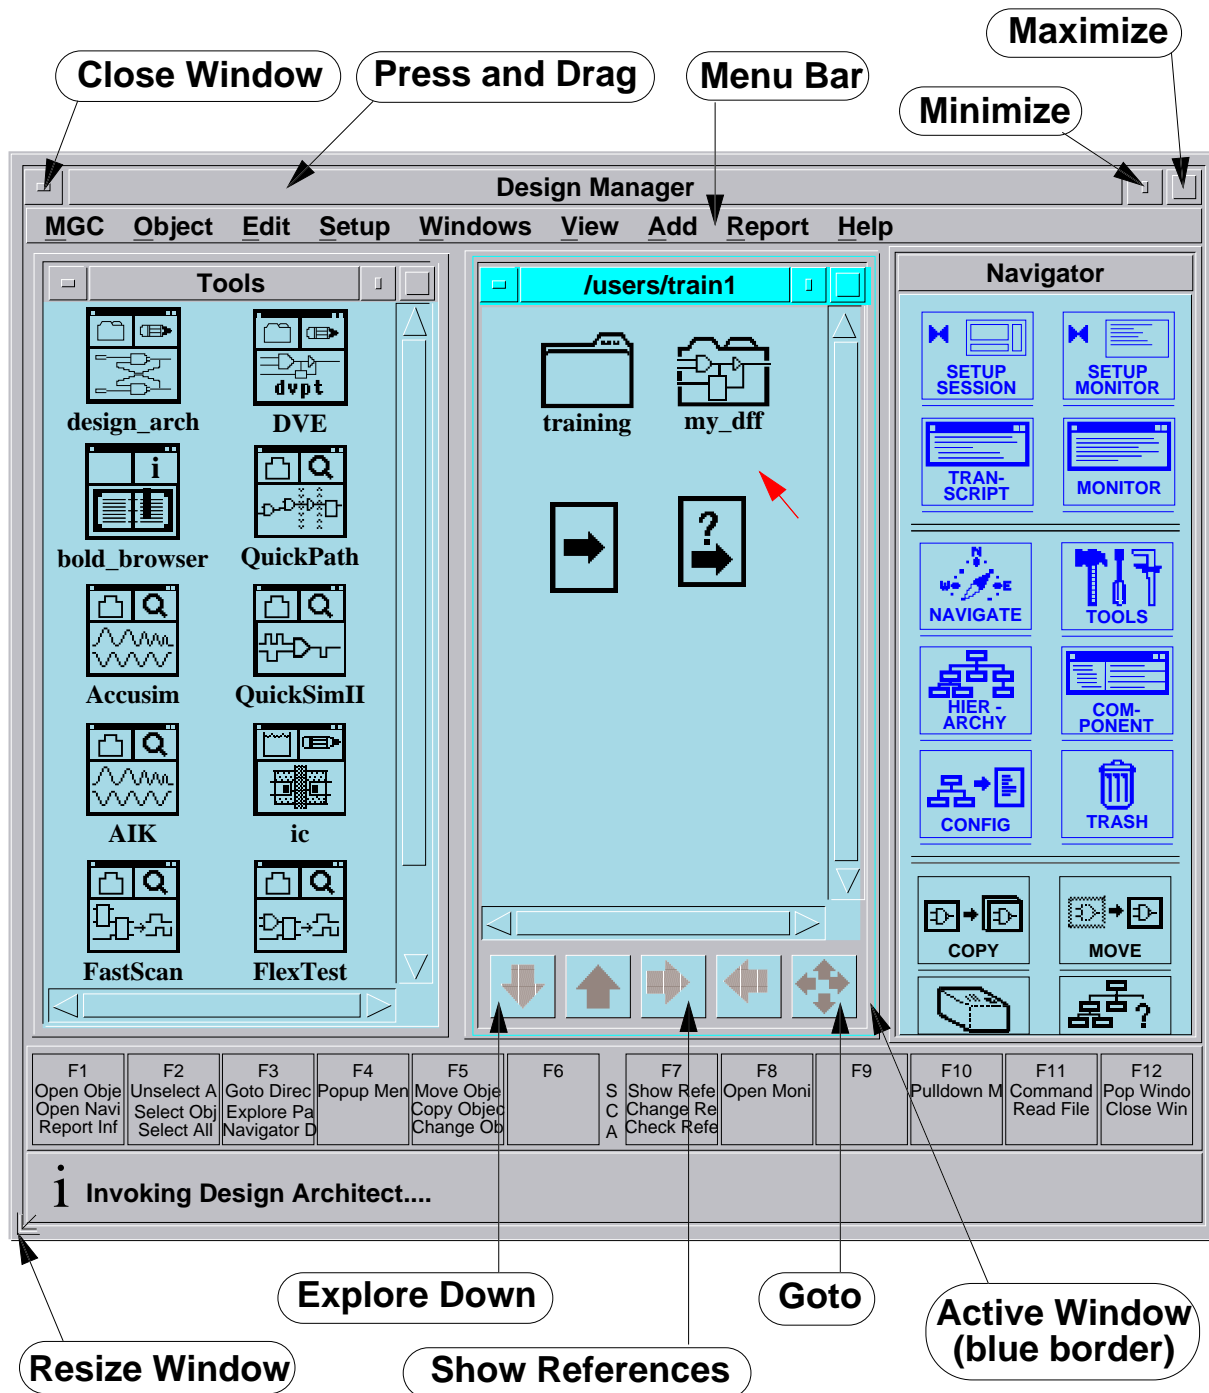 Maximize
Close Window
Press and Drag
Menu Bar
Minimize
Design Manager
MGC Object Edit Setup Windows View Add Report Help
Tools
design_arch
DVE
dvpt
bold_browser
i
QuickPath
Accusim
QuickSimII
AIK
ic
FastScan
FlexTest
/users/train1
training
my_dff
?
Navigator
SETUP
SESSION
SETUP
MONITOR
TRAN-
SCRIPT
MONITOR
N
W
E
NAVIGATE
TOOLS
HIER -
ARCHY
COM-
PONENT
CONFIG
TRASH
COPY
MOVE
?
F1
Open Obje
Open Navi
Report Inf
F2
Unselect A
Select Obj
Select All
F3
Goto Direc
Explore Pa
Navigator D
F4
Popup Men
F5
Move Obje
Copy Objec
Change Ob
F6
S
C
A
F7
Show Refe
Change Re
Check Refe
F8
Open Moni
F9
F10
Pulldown M
F11
Command
Read File
F12
Pop Windo
Close Win
i Invoking Design Architect....
Explore Down
Goto
Active Window
(blue border)
Resize Window
Show References